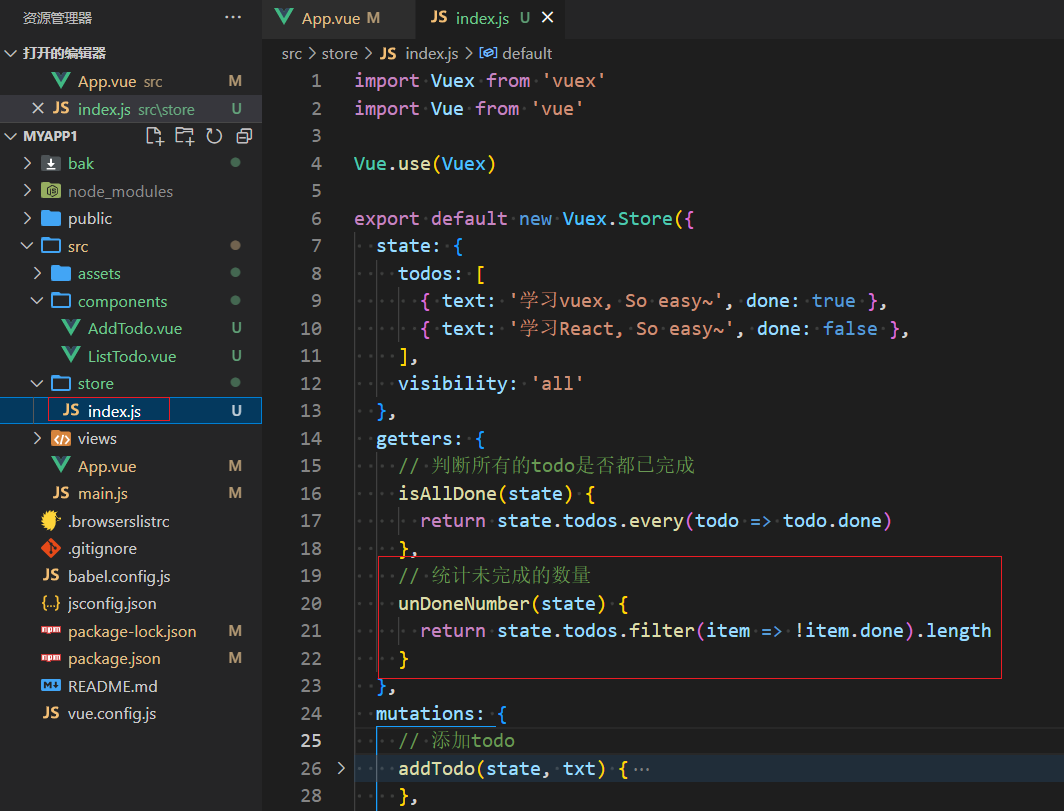 资源管理器 ···
打开的编辑器
App.vue src M
index.js src\store U
MYAPP1
bak
node_modules
public
src
assets
components
AddTodo.vue U
ListTodo.vue U
store
JS index.js U
views
App.vue M
JS main.js M
.browserslistrc
.gitignore
JS babel.config.js
{..} jsconfig.json
npm package-lock.json M
npm package.json M
README.md
JS vue.config.js
App.vue M JS index.js U
src > store > JS index.js > default
1 import Vuex from 'vuex'
2 import Vue from 'vue'
3
4 Vue.use(Vuex)
5
6 export default new Vuex.Store({
7 state: {
8 todos: [
9 { text: '学习vuex, So easy~', done: true },
10 { text: '学习React, So easy~', done: false },
11 ],
12 visibility: 'all'
13 },
14 getters: {
15 // 判断所有的todo是否都已完成
16 isAllDone(state) {
17 return state.todos.every(todo => todo.done)
18 },
19 // 统计未完成的数量
20 unDoneNumber(state) {
21 return state.todos.filter(item => !item.done).length
22 }
23 },
24 mutations: {
25 // 添加todo
26 addTodo(state, txt) {···
28 },